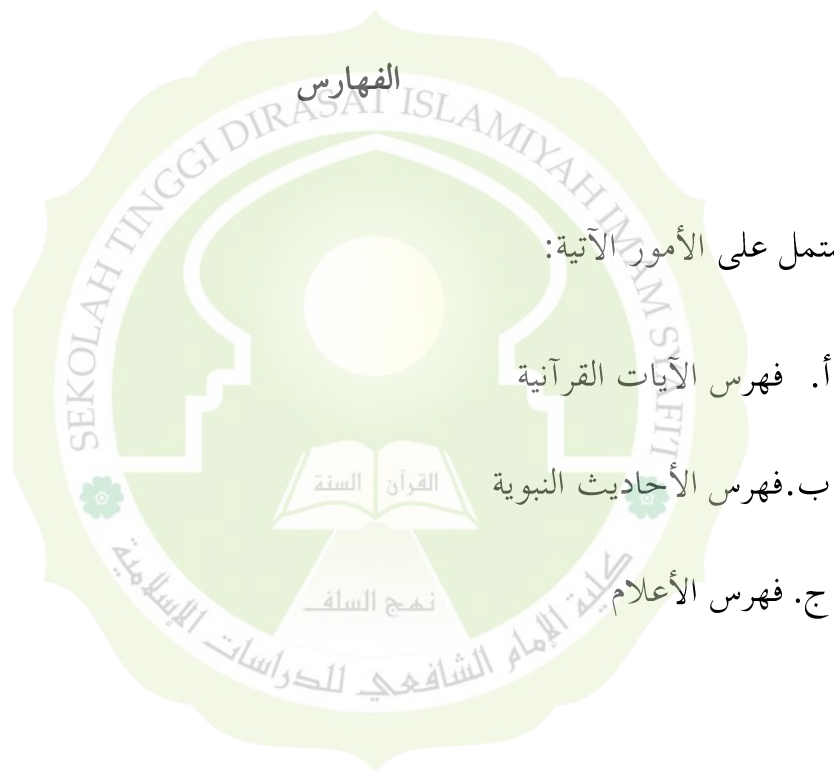 الفهارس
SEKOLAH TINGGI DIRASAT ISLAMIYAH IMAM SYAFI'I
تمل على الأمور الآتية:
أ. فهرس الآيات القرآنية
القرآن السنة
ب.فهرس الأحاديث النبوية
نهج السلف
ج. فهرس الأعلام
كلية الإمام الشافعي للدراسات الإسلامية